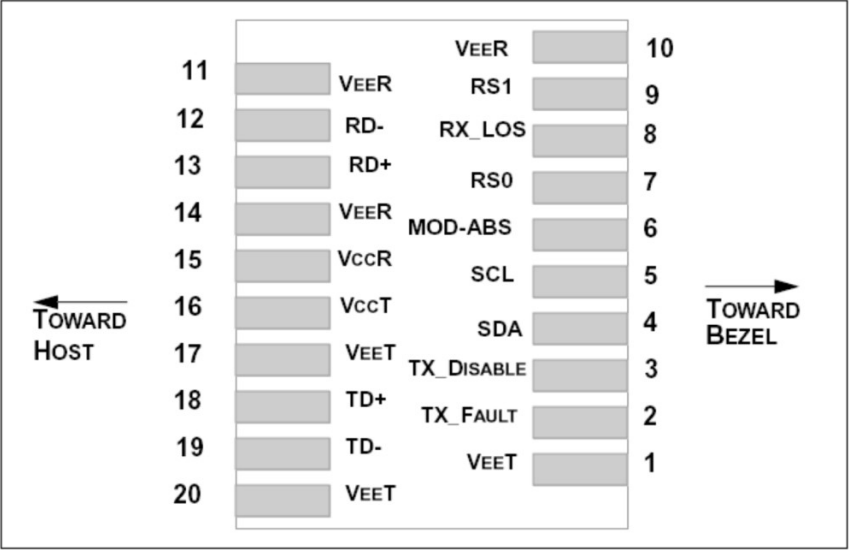 VEER 10
11 VEER
RS1 9
12 RD-
RX_LOS 8
13 RD+
RS0 7
14 VEER
MOD-ABS 6
15 VCCR
SCL 5
16 VCCT
SDA 4
17 VEET
TX_DISABLE 3
18 TD+
TX_FAULT 2
19 TD-
VEET 1
20 VEET
TOWARD
HOST
TOWARD
BEZEL